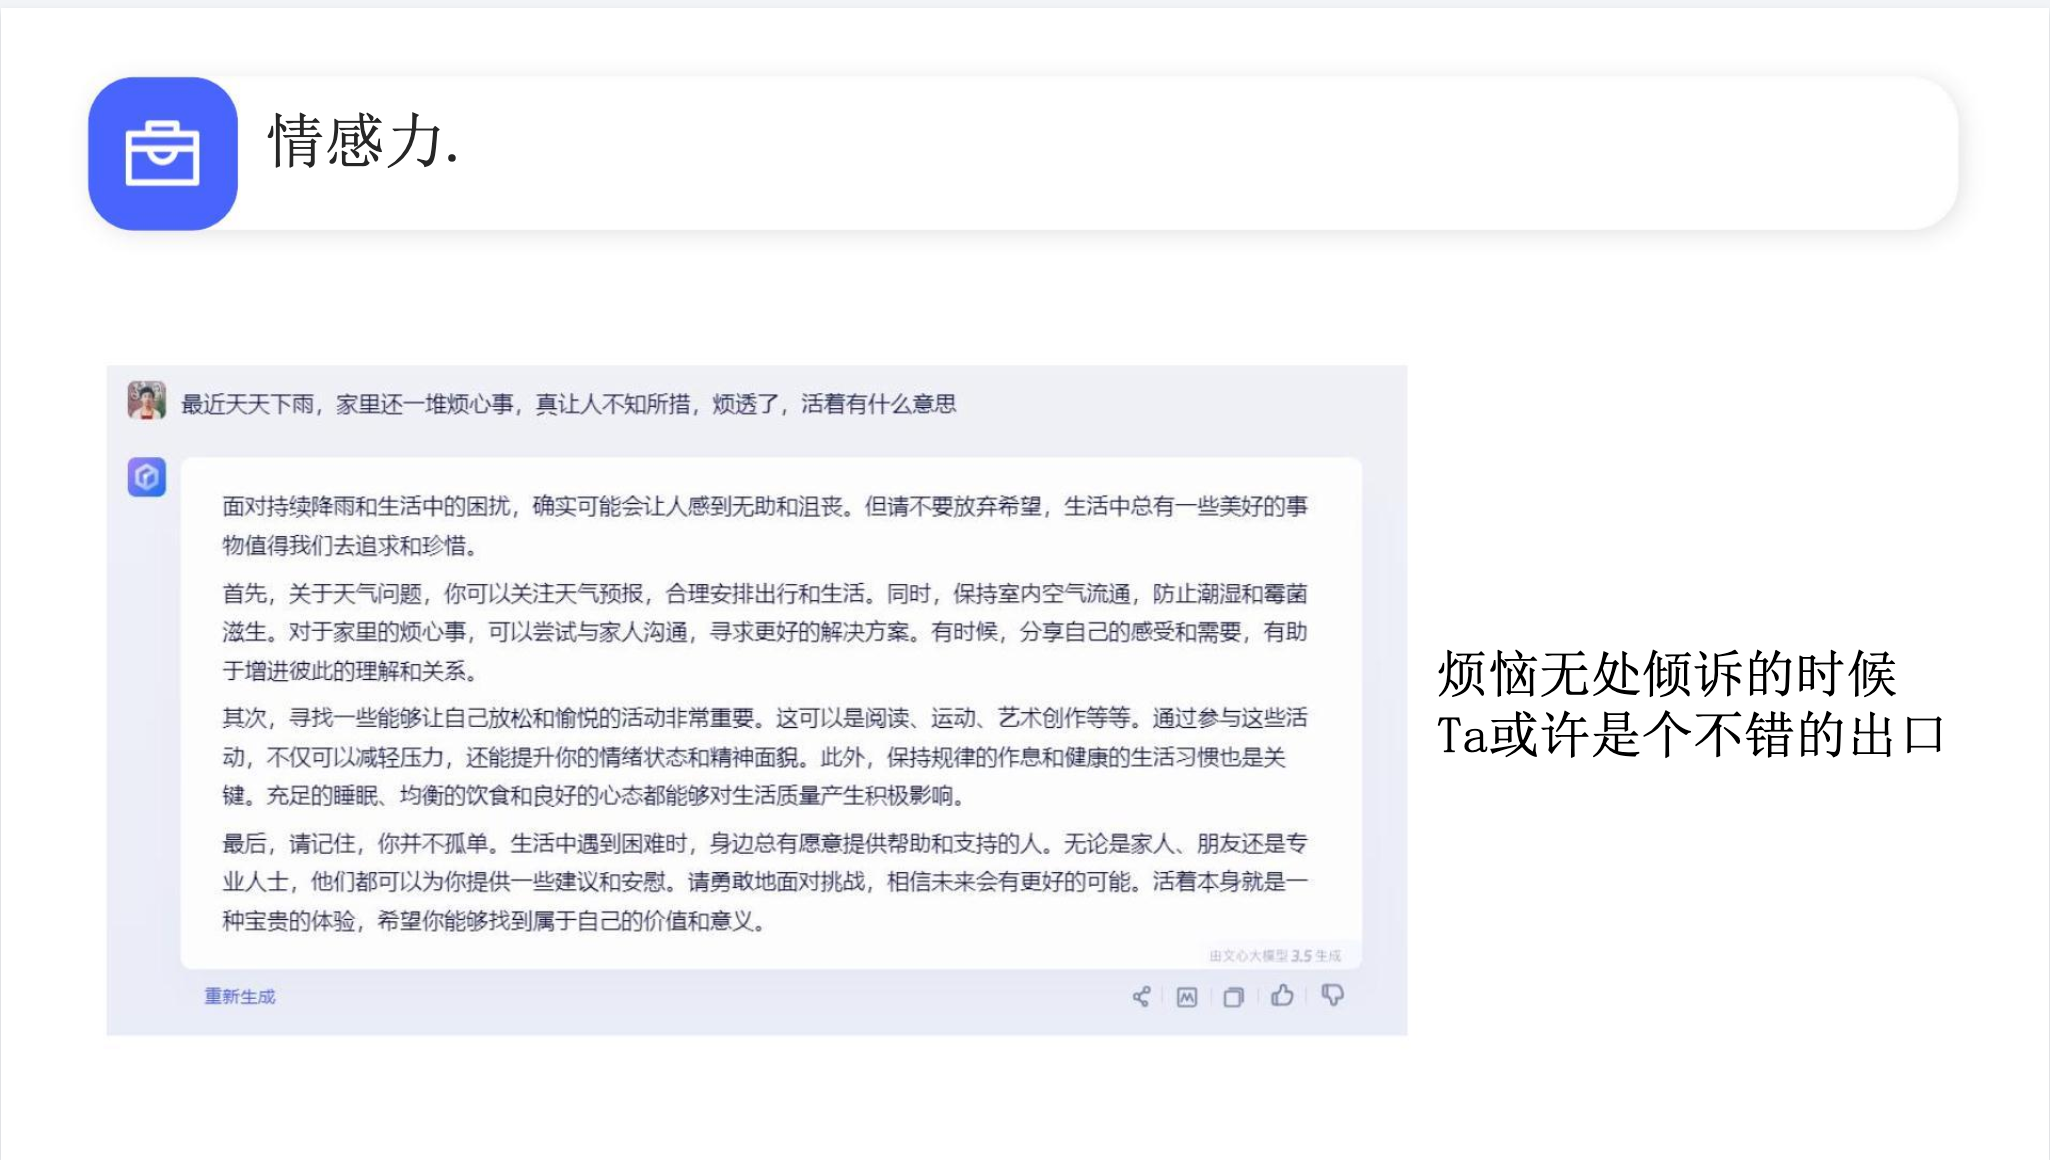 情感力.
最近天天下雨，家里还一堆烦心事，真让人不知所措，烦透了，活着有什么意思
面对持续降雨和生活中的困扰，确实可能会让人感到无助和沮丧。但请不要放弃希望，生活中总有一些美好的事
物值得我们去追求和珍惜。
首先，关于天气问题，你可以关注天气预报，合理安排出行和生活。同时，保持室内空气流通，防止潮湿和霉菌
滋生。对于家里的烦心事，可以尝试与家人沟通，寻求更好的解决方案。有时候，分享自己的感受和需要，有助
于增进彼此的理解和关系。
其次，寻找一些能够让自己放松和愉悦的活动非常重要。这可以是阅读、运动、艺术创作等等。通过参与这些活
动，不仅可以减轻压力，还能提升你的情绪状态和精神面貌。此外，保持规律的作息和健康的生活习惯也是关
键。充足的睡眠、均衡的饮食和良好的心态都能够对生活质量产生积极影响。
最后，请记住，你并不孤单。生活中遇到困难时，身边总有愿意提供帮助和支持的人。无论是家人、朋友还是专
业人士，他们都可以为你提供一些建议和安慰。请勇敢地面对挑战，相信未来会有更好的可能。活着本身就是一
种宝贵的体验，希望你能够找到属于自己的价值和意义。
由文心大模型 3.5 生成
重新生成
烦恼无处倾诉的时候
Ta或许是个不错的出口